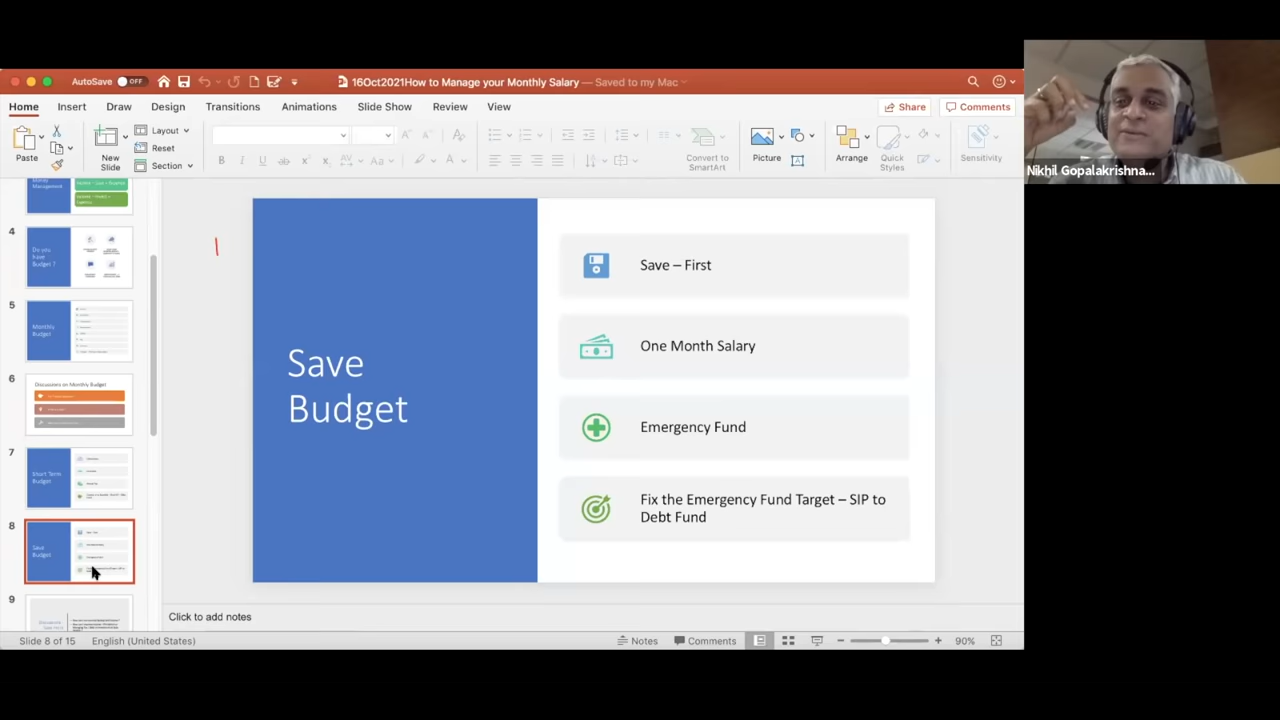 AutoSave OFF
16Oct2021How to Manage your Monthly Salary — Saved to my Mac
Home Insert Draw Design Transitions Animations Slide Show Review View
Share Comments
Paste
New Slide
Layout
Reset
Section
Convert to SmartArt
Picture
Arrange
Quick Styles
Sensitivity
Nikhil Gopalakrishna...
Money Management
4
Do you have Budget ?
5
Monthly Budget
6
Discussions on Monthly Budget
7
Short Term Budget
8
Save Budget
9
Save
Budget
Save – First
One Month Salary
Emergency Fund
Fix the Emergency Fund Target – SIP to
Debt Fund
Click to add notes
Slide 8 of 15 English (United States) Notes Comments 90%